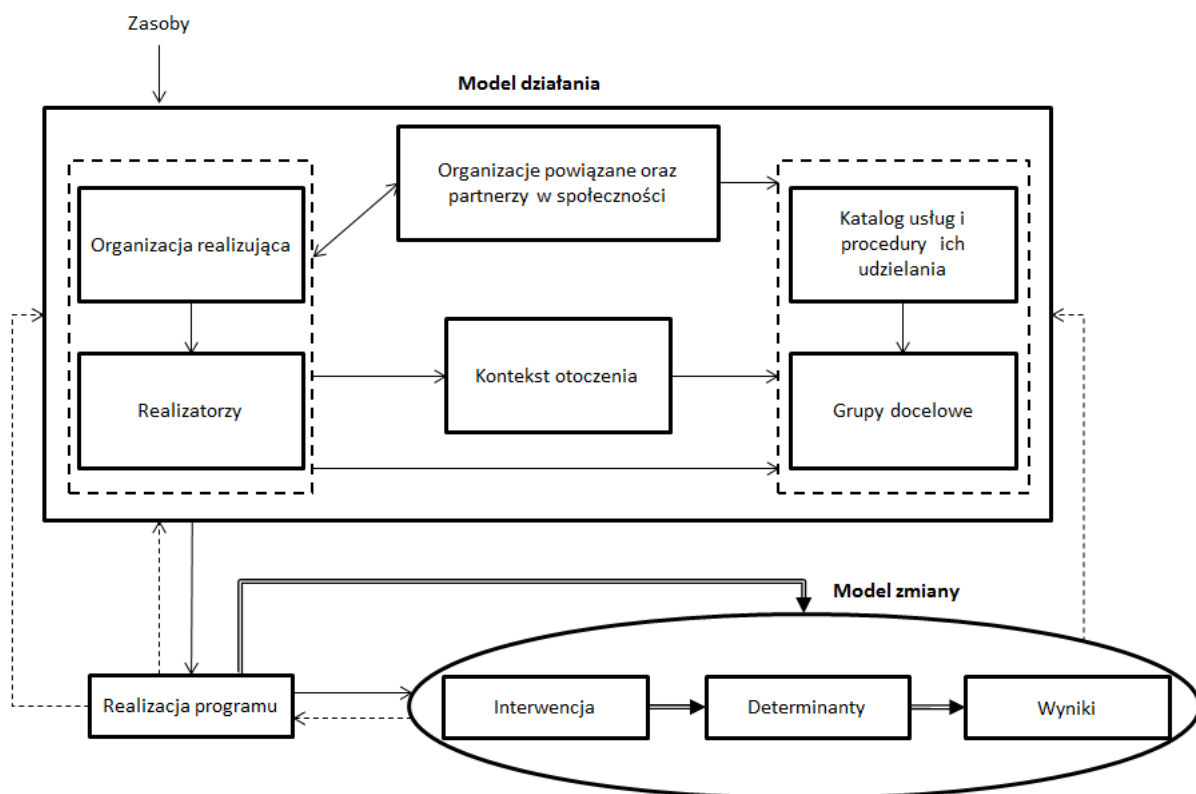 Zasoby
Model działania
Organizacje powiązane oraz
partnerzy w społeczności
Organizacja realizująca
Katalog usług i
procedury ich
udzielania
Realizatorzy
Kontekst otoczenia
Grupy docelowe
Model zmiany
Realizacja programu
Interwencja
Determinanty
Wyniki